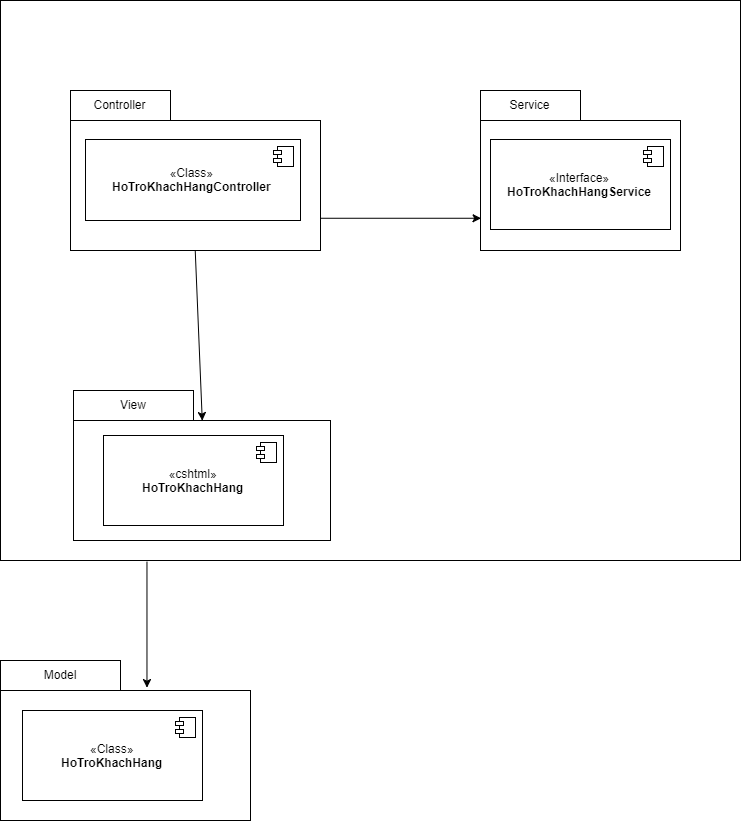 Controller
Service
«Class»
HoTroKhachHangController
«Interface»
HoTroKhachHangService
View
«cshtml»
HoTroKhachHang
Model
«Class»
HoTroKhachHang